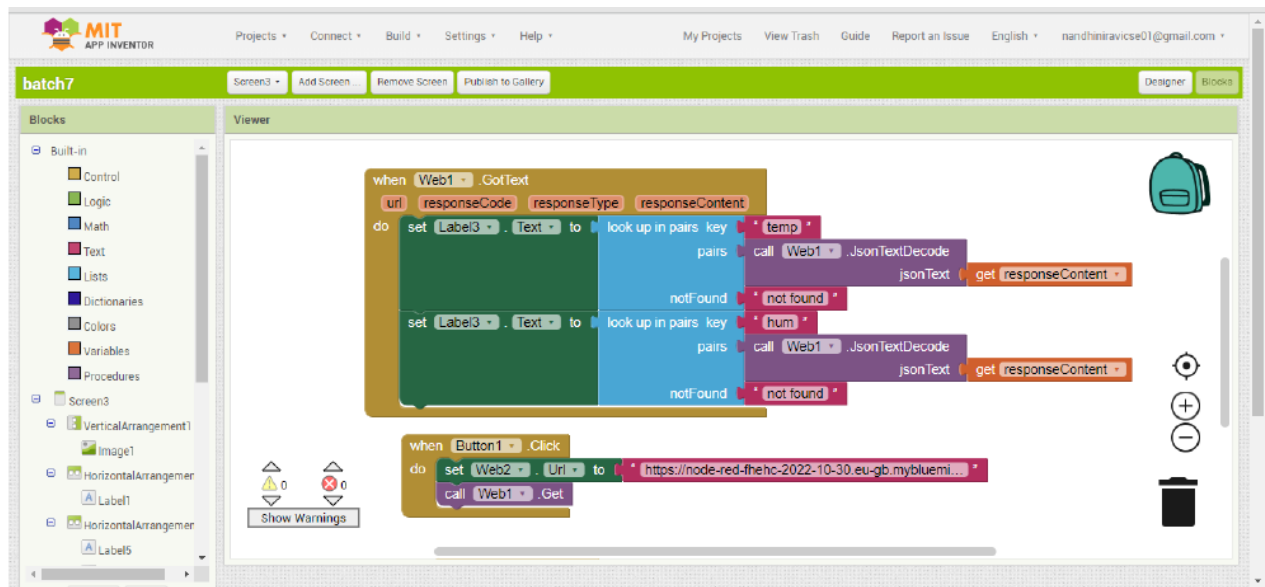 MIT
APP INVENTOR
Projects Connect Build Settings Help My Projects View Trash Guide Report an Issue English nandhiniravicse01@gmail.com
batch7 Screen3 Add Screen ... Remove Screen Publish to Gallery Designer Blocks
Blocks Viewer
Built-in
Control
Logic
Math
Text
Lists
Dictionaries
Colors
Variables
Procedures
Screen3
VerticalArrangement1
Image1
HorizontalArrangemer
Label1
HorizontalArrangemer
Label5
when Web1 .GotText
url responseCode responseType responseContent
do set Label3 . Text to look up in pairs key " temp "
pairs call Web1 .JsonTextDecode
jsonText get responseContent
notFound " not found "
set Label3 . Text to look up in pairs key " hum "
pairs call Web1 .JsonTextDecode
jsonText get responseContent
notFound " not found "
when Button1 .Click
do set Web2 . Url to " https://node-red-fhehc-2022-10-30.eu-gb.mybluemi... "
call Web1 .Get
0 0
Show Warnings